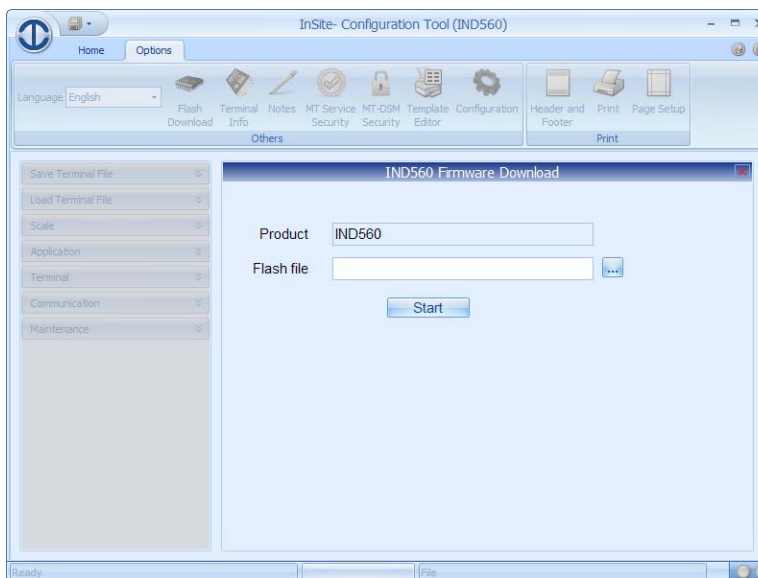 InSite- Configuration Tool (IND560)
Home Options
Language English
Flash Download
Terminal Info
Notes
MT Service Security
MT-DSM Security
Template Editor
Configuration
Others
Header and Footer
Print
Page Setup
Print
Save Terminal File
Load Terminal File
Scale
Application
Terminal
Communication
Maintenance
IND560 Firmware Download
Product IND560
Flash file ...
Start
Ready File